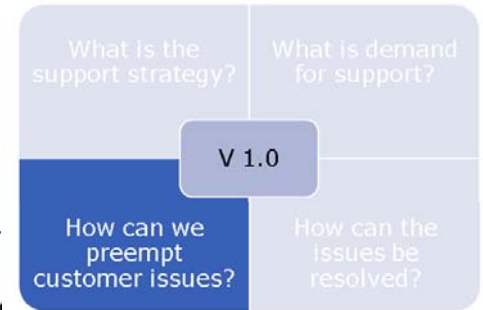 What is the
support strategy?
What is demand
for support?
V 1.0
How can we
preempt
customer issues?
How can the
issues be
resolved?